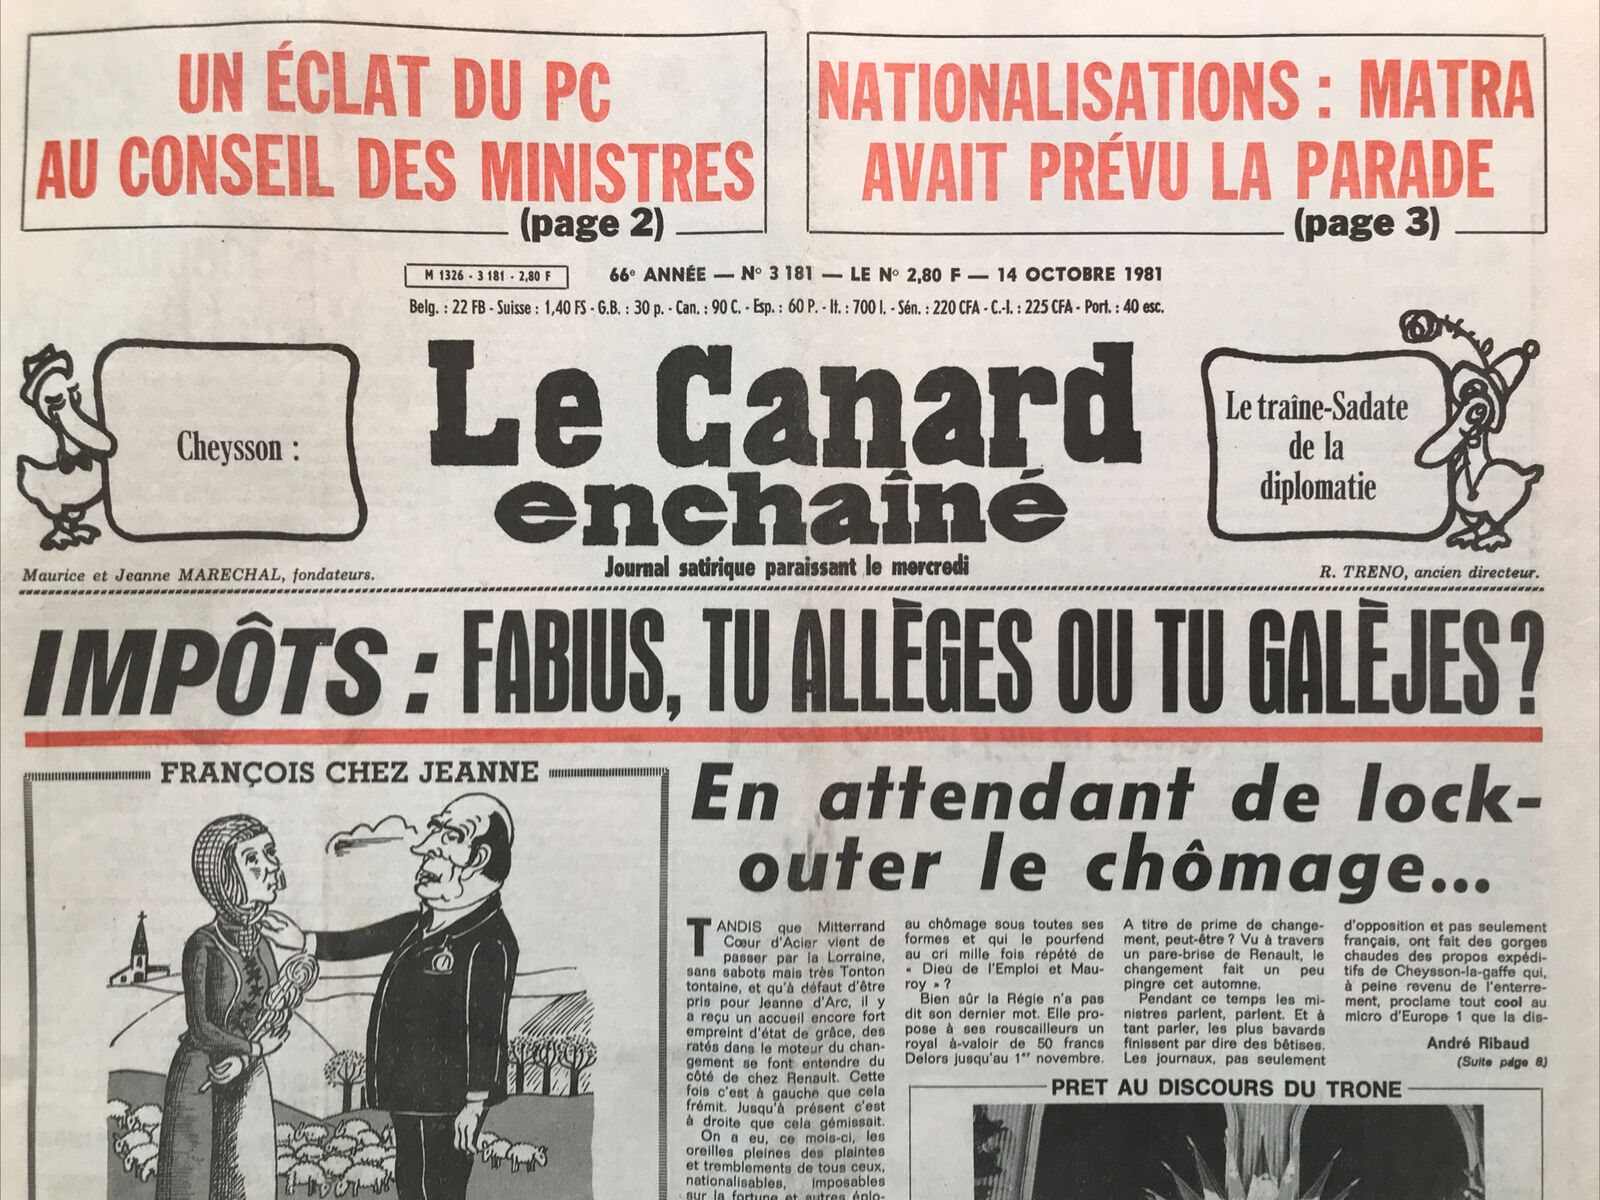 UN ÉCLAT DU PC
AU CONSEIL DES MINISTRES
(page 2)
NATIONALISATIONS : MATRA
AVAIT PRÉVU LA PARADE
(page 3)
M 1326 - 3 181 - 2,80 F
66e ANNÉE — No 3 181 — LE No 2,80 F — 14 OCTOBRE 1981
Belg. : 22 FB - Suisse : 1,40 FS - G.B. : 30 p. - Can. : 90 C. - Esp. : 60 P. - It. : 700 l. - Sén. : 220 CFA - C.-I. : 225 CFA - Port. : 40 esc.
Cheysson :
Le Canard
enchaîné
Journal satirique paraissant le mercredi
Le traîne-Sadate
de la
diplomatie
Maurice et Jeanne MARECHAL, fondateurs.
R. TRENO, ancien directeur.
IMPÔTS : FABIUS, TU ALLÈGES OU TU GALÈJES ?
FRANÇOIS CHEZ JEANNE
En attendant de lock-
outer le chômage...
TANDIS que Mitterrand
Cœur d'Acier vient de
passer par la Lorraine,
sans sabots mais très Tonton
tontaine, et qu'à défaut d'être
pris pour Jeanne d'Arc, il y
a reçu un accueil encore fort
empreint d'état de grâce, des
ratés dans le moteur du chan-
gement se font entendre du
côté de chez Renault. Cette
fois c'est à gauche que cela
frémit. Jusqu'à présent c'est
à droite que cela gémissait.
On a eu, ce mois-ci, les
oreilles pleines des plaintes
et tremblements de tous ceux,
nationalisables, imposables
sur la fortune et autres éplo-
au chômage sous toutes ses
formes et qui le pourfend
au cri mille fois répété de
« Dieu de l'Emploi et Mau-
roy » ?
Bien sûr la Régie n'a pas
dit son dernier mot. Elle pro-
pose à ses rouscailleurs un
royal à-valoir de 50 francs
Delors jusqu'au 1er novembre.
A titre de prime de change-
ment, peut-être ? Vu à travers
un pare-brise de Renault, le
changement fait un peu
pingre cet automne.
Pendant ce temps les mi-
nistres parlent, parlent. Et à
tant parler, les plus bavards
finissent par dire des bêtises.
Les journaux, pas seulement
d'opposition et pas seulement
français, ont fait des gorges
chaudes des propos expédi-
tifs de Cheysson-la-gaffe qui,
à peine revenu de l'enterre-
ment, proclame tout cool au
micro d'Europe 1 que la dis-
André Ribaud
(Suite page 8)
PRET AU DISCOURS DU TRONE